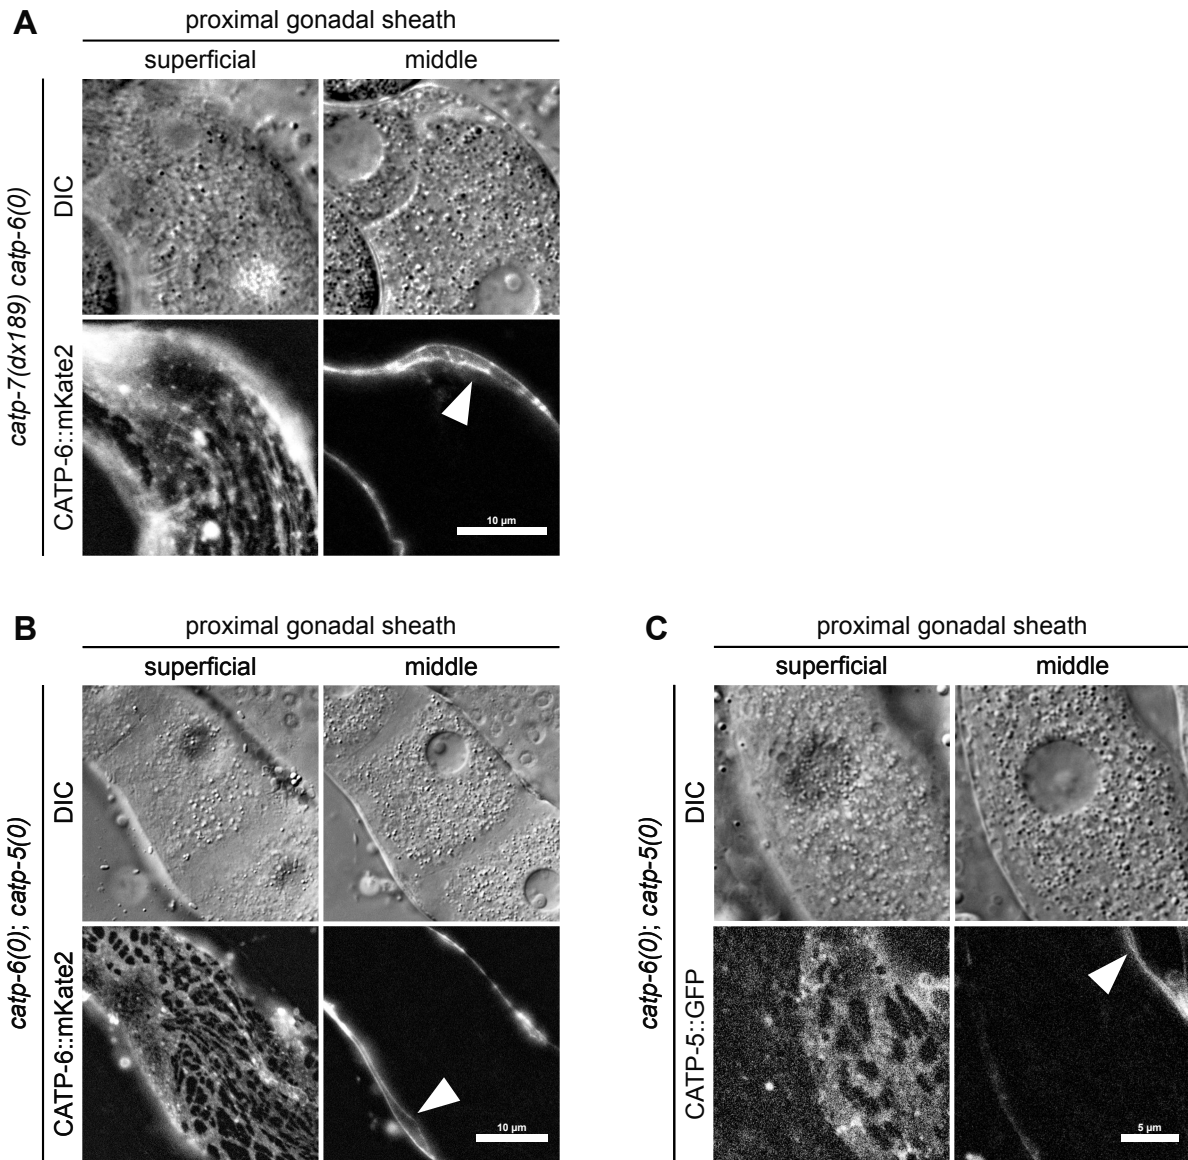 A
proximal gonadal sheath
superficial
middle
catp-7(dx189) catp-6(0)
DIC
CATP-6::mKate2
10 µm
B
proximal gonadal sheath
superficial
middle
catp-6(0); catp-5(0)
DIC
CATP-6::mKate2
10 µm
C
proximal gonadal sheath
superficial
middle
catp-6(0); catp-5(0)
DIC
CATP-5::GFP
5 µm